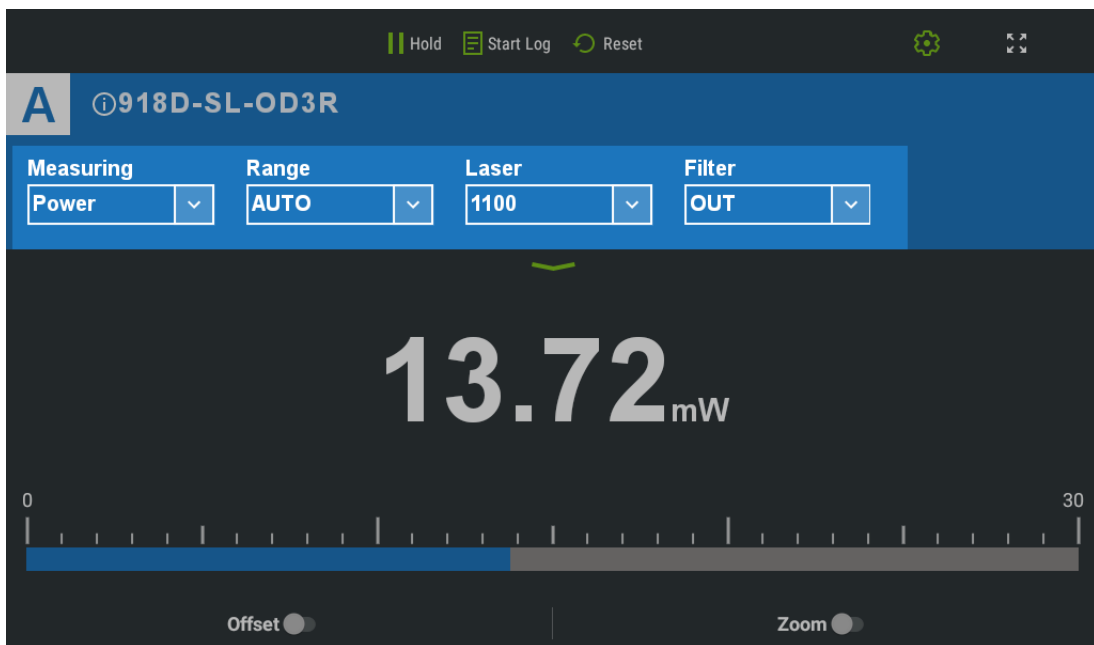 Hold Start Log Reset
A 918D-SL-OD3R
Measuring Range Laser Filter
Power AUTO 1100 OUT
13.72 mW
0 30
Offset Zoom